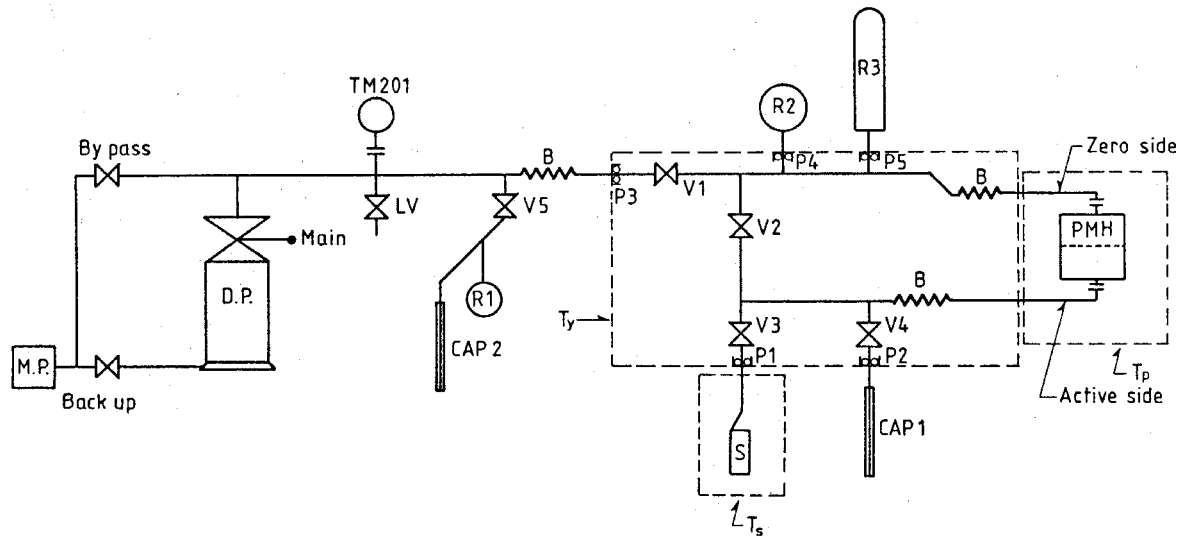 TM201
R3
R2
By pass
B
P4
P5
Zero side
P3
V1
B
LV
V5
V2
PMH
Main
D.P.
R1
Ty
V3
V4
B
M.P.
CAP 2
P1
P2
Tp
Back up
Active side
CAP 1
S
Ts